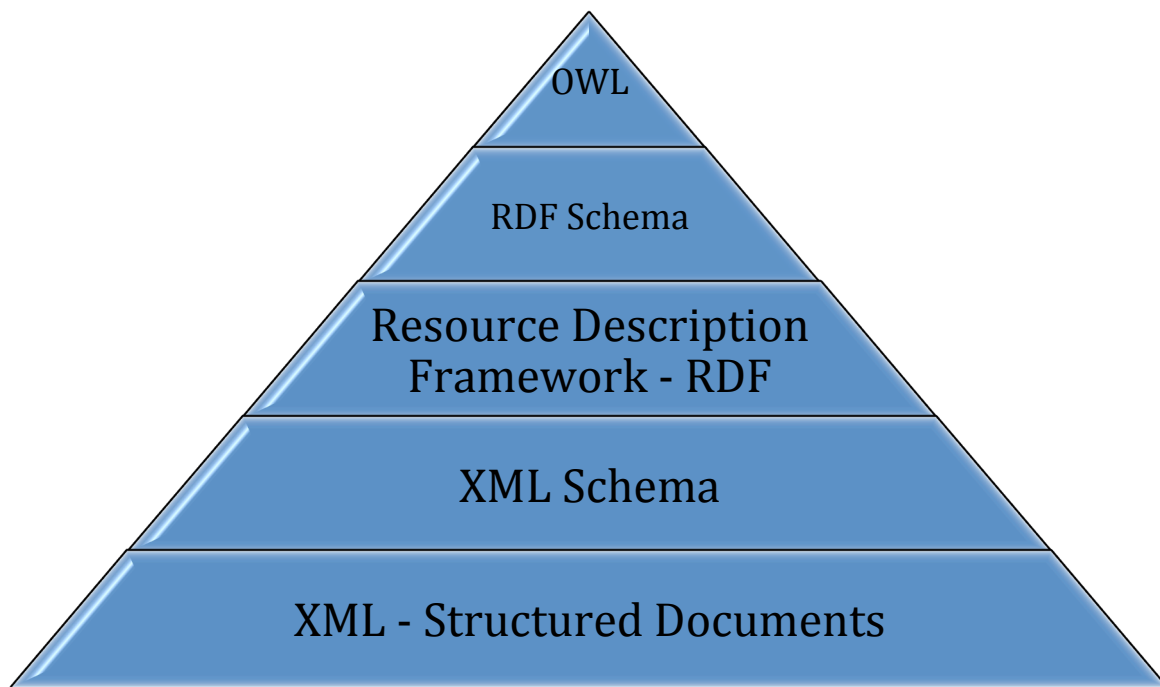 OWL
RDF Schema
Resource Description
Framework - RDF
XML Schema
XML - Structured Documents